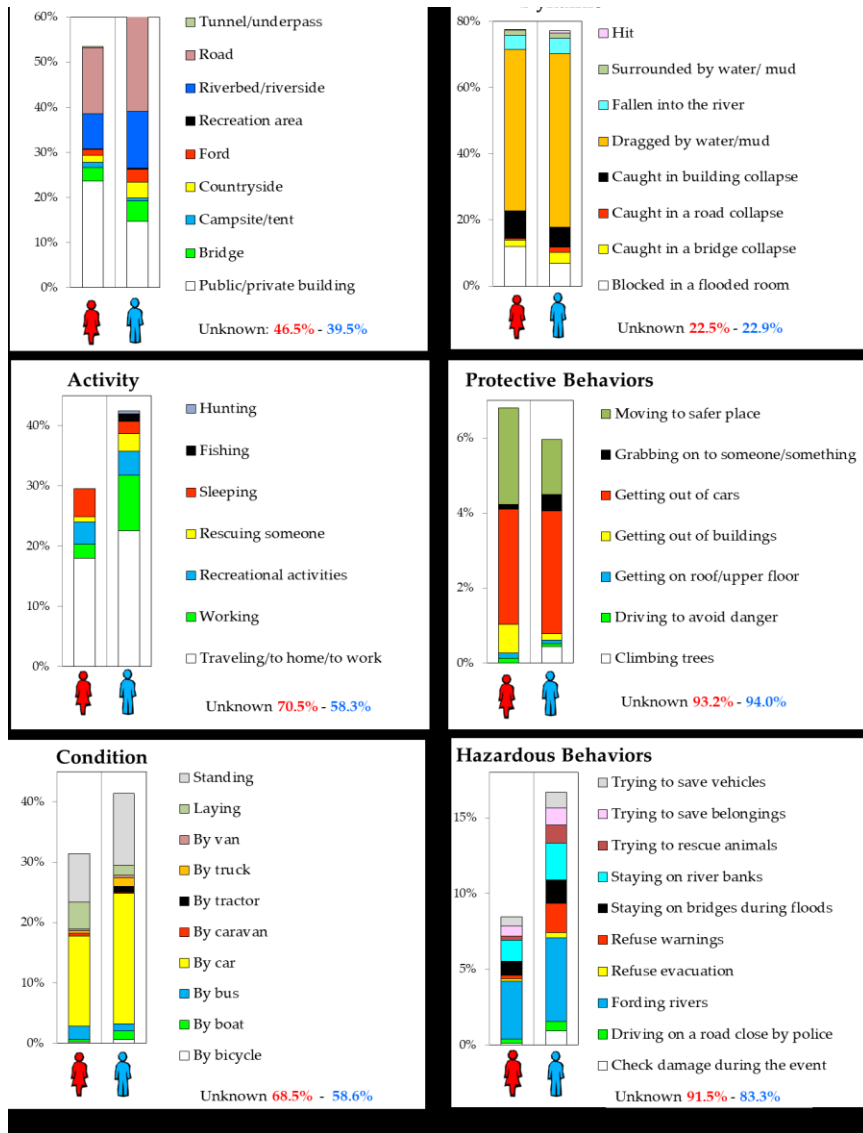 60%
50%
40%
30%
20%
10%
0%
Tunnel/underpass
Road
Riverbed/riverside
Recreation area
Ford
Countryside
Campsite/tent
Bridge
Public/private building
Unknown: 46.5% - 39.5%
80%
60%
40%
20%
0%
Hit
Surrounded by water/ mud
Fallen into the river
Dragged by water/mud
Caught in building collapse
Caught in a road collapse
Caught in a bridge collapse
Blocked in a flooded room
Unknown 22.5% - 22.9%
Activity
40%
30%
20%
10%
0%
Hunting
Fishing
Sleeping
Rescuing someone
Recreational activities
Working
Traveling/to home/to work
Unknown 70.5% - 58.3%
Protective Behaviors
6%
4%
2%
0%
Moving to safer place
Grabbing on to someone/something
Getting out of cars
Getting out of buildings
Getting on roof/upper floor
Driving to avoid danger
Climbing trees
Unknown 93.2% - 94.0%
Condition
40%
30%
20%
10%
0%
Standing
Laying
By van
By truck
By tractor
By caravan
By car
By bus
By boat
By bicycle
Unknown 68.5% - 58.6%
Hazardous Behaviors
15%
10%
5%
0%
Trying to save vehicles
Trying to save belongings
Trying to rescue animals
Staying on river banks
Staying on bridges during floods
Refuse warnings
Refuse evacuation
Fording rivers
Driving on a road close by police
Check damage during the event
Unknown 91.5% - 83.3%